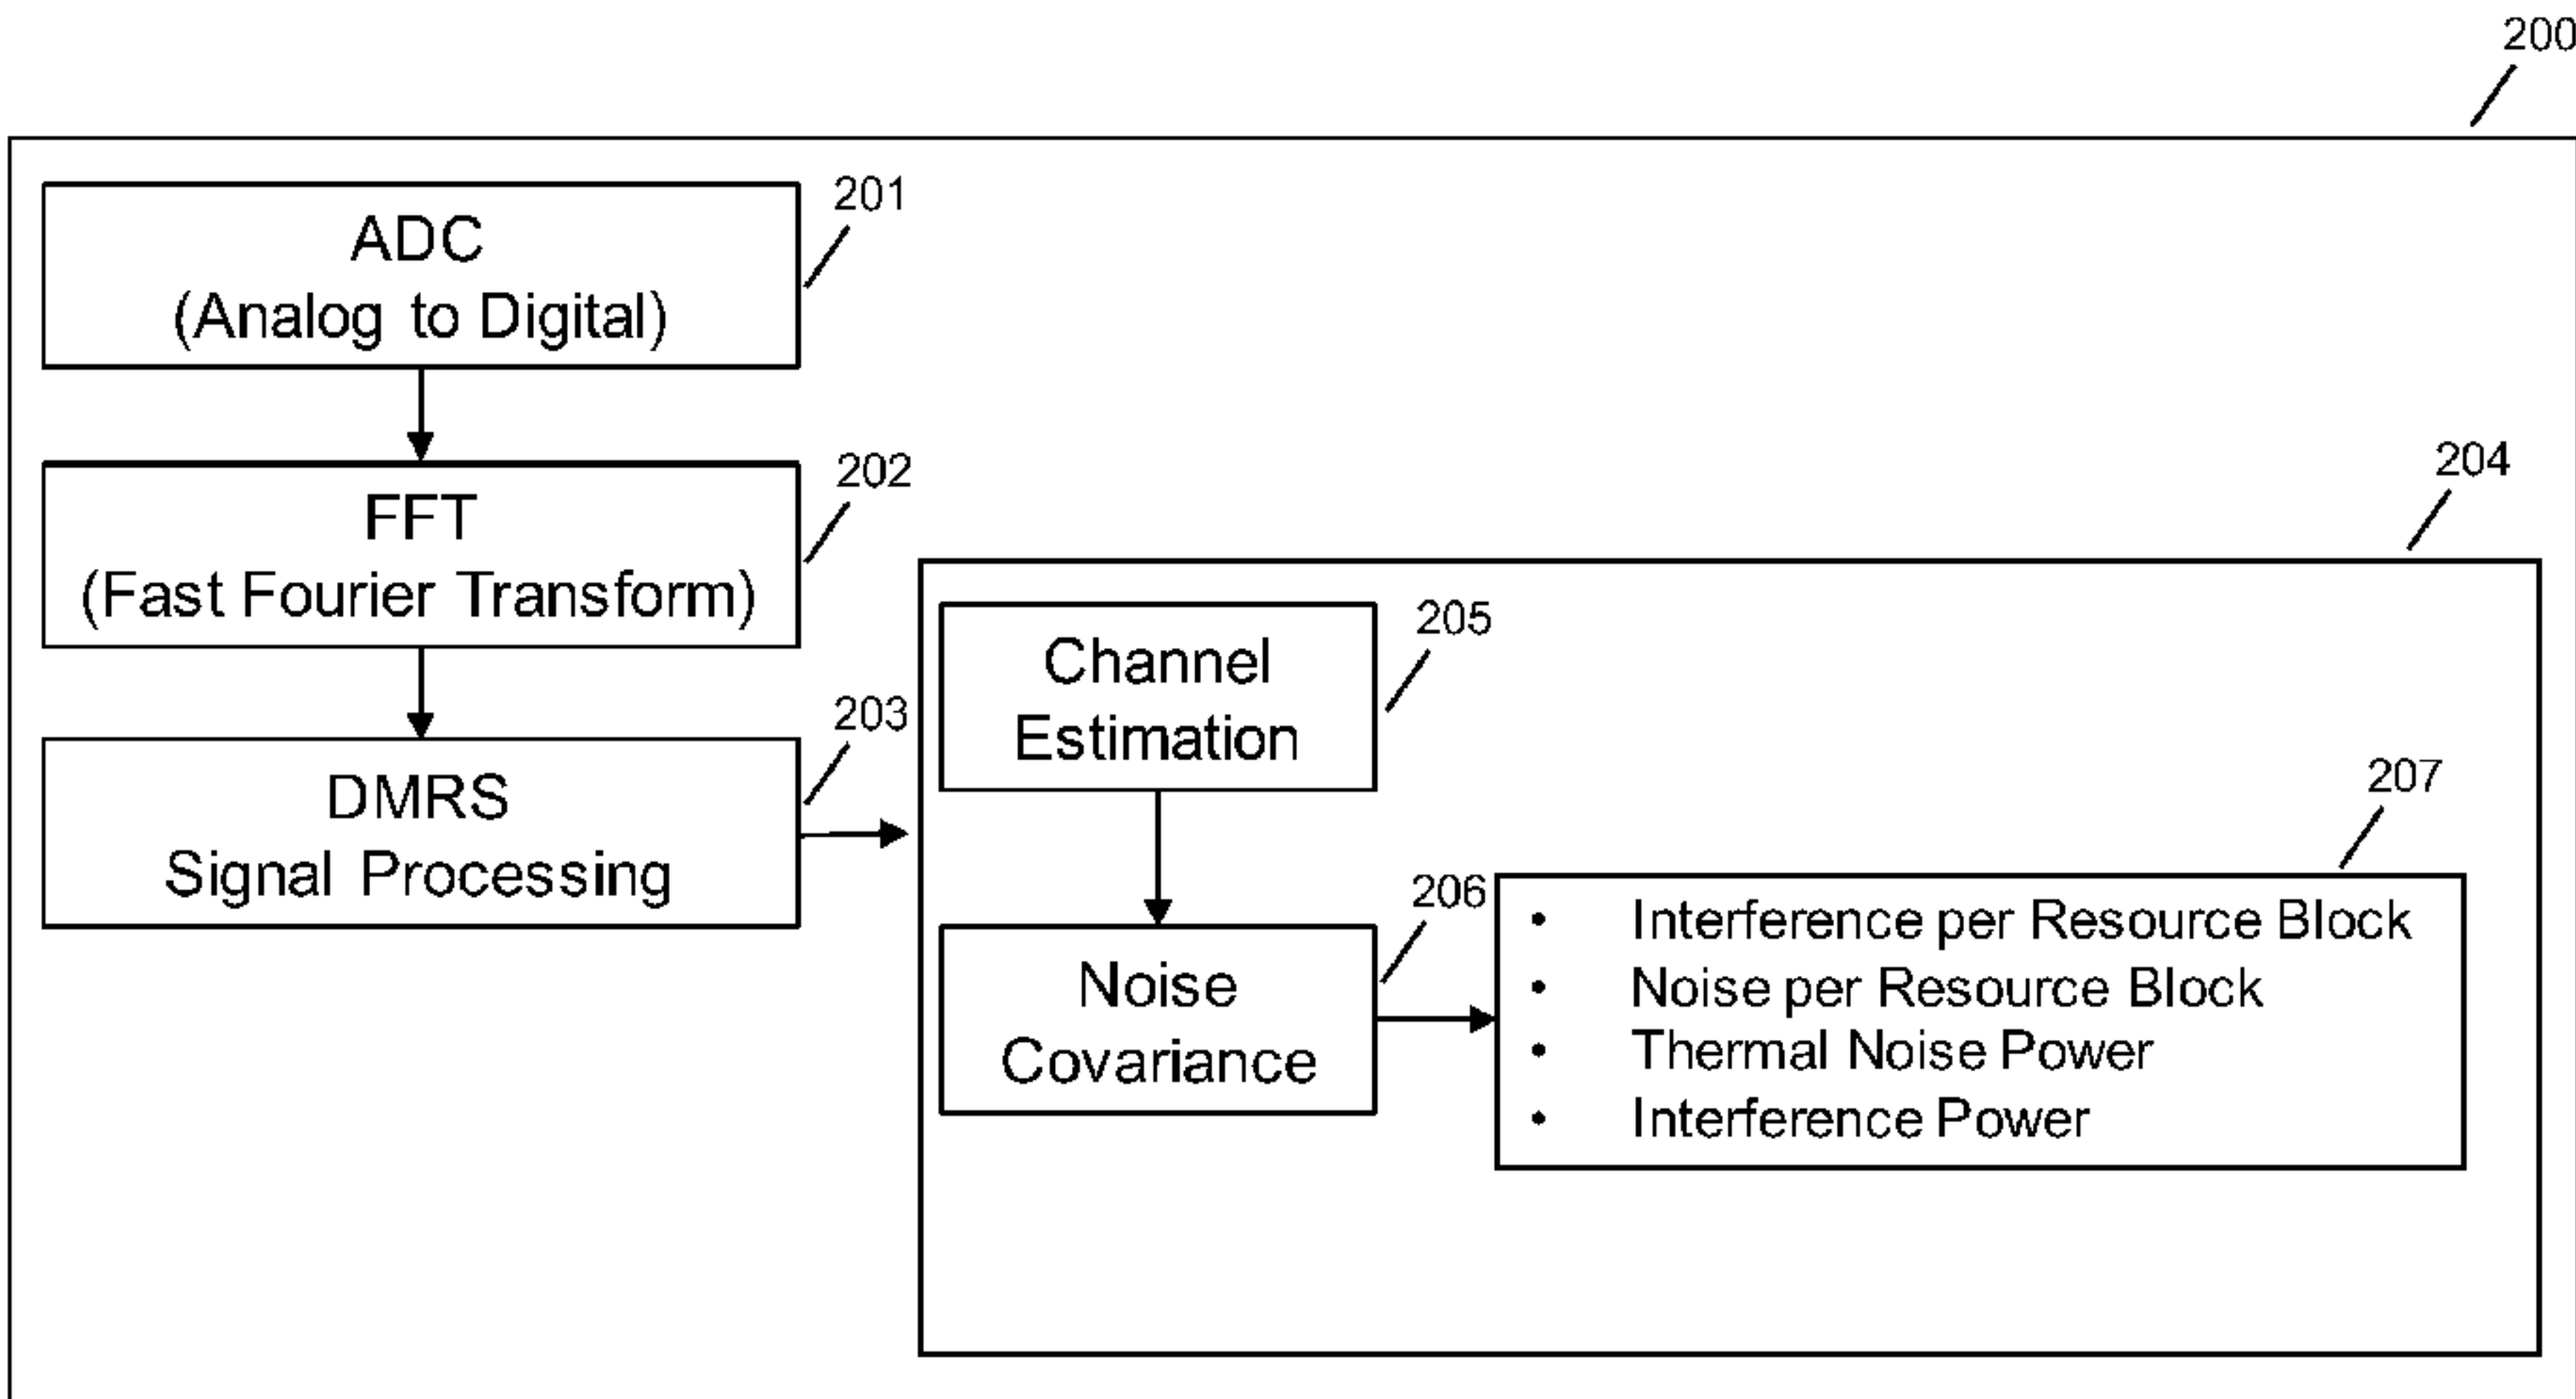 200
ADC
(Analog to Digital)
201
FFT
(Fast Fourier Transform)
202
DMRS
Signal Processing
203
204
Channel
Estimation
205
Noise
Covariance
206
207
• Interference per Resource Block
• Noise per Resource Block
• Thermal Noise Power
• Interference Power